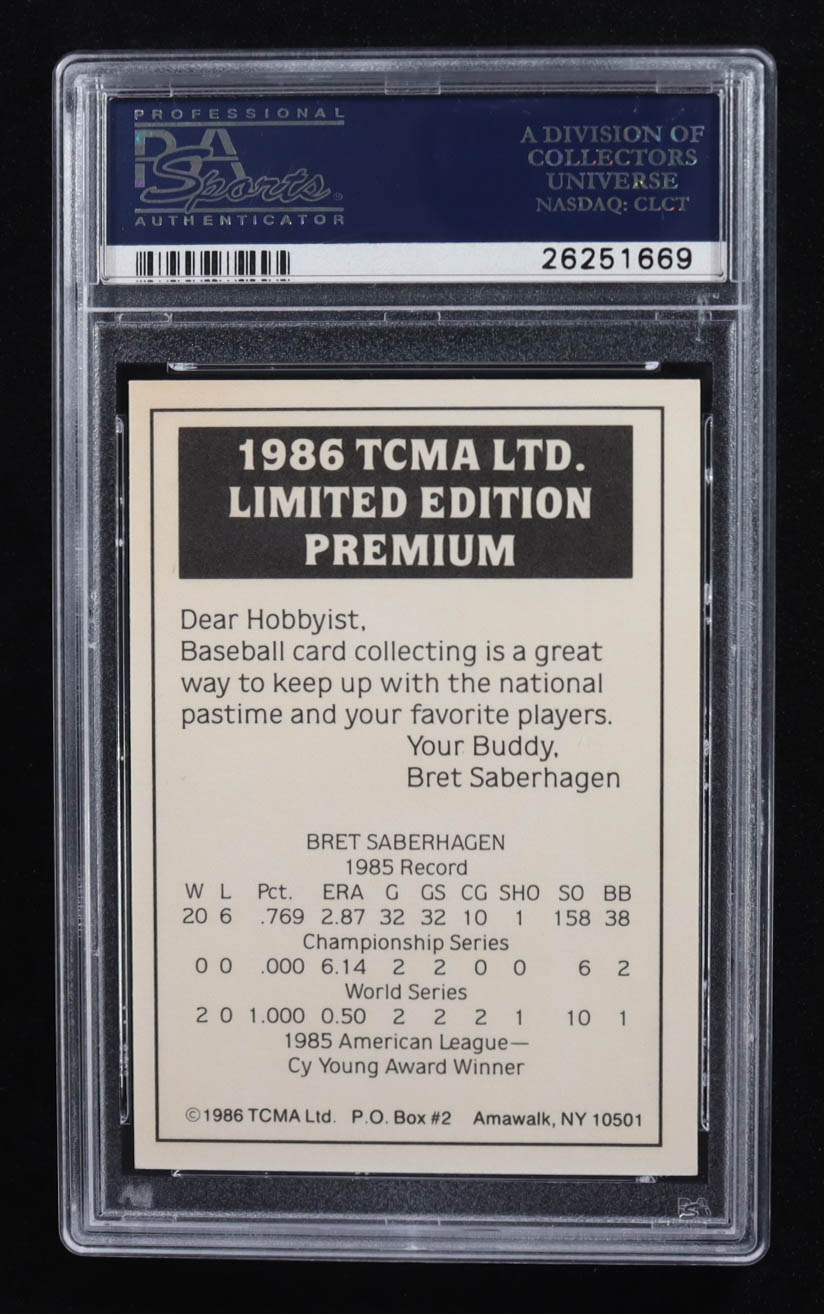 PROFESSIONAL
PSA
Sports
AUTHENTICATOR
A DIVISION OF
COLLECTORS
UNIVERSE
NASDAQ: CLCT
26251669
1986 TCMA LTD.
LIMITED EDITION
PREMIUM
Dear Hobbyist,
Baseball card collecting is a great
way to keep up with the national
pastime and your favorite players.
Your Buddy,
Bret Saberhagen
BRET SABERHAGEN
1985 Record
W L Pct. ERA G GS CG SHO SO BB
20 6 .769 2.87 32 32 10 1 158 38
Championship Series
0 0 .000 6.14 2 2 0 0 6 2
World Series
2 0 1.000 0.50 2 2 2 1 10 1
1985 American League—
Cy Young Award Winner
©1986 TCMA Ltd. P.O. Box #2 Amawalk, NY 10501
PSA